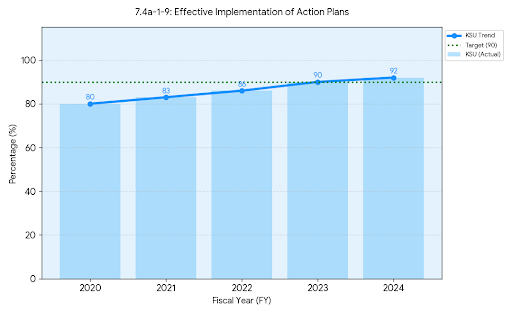 7.4a-1-9: Effective Implementation of Action Plans
KSU Trend
Target (90)
KSU (Actual)
Percentage (%)
100
80
60
40
20
0
80
83
86
90
92
2020
2021
2022
2023
2024
Fiscal Year (FY)